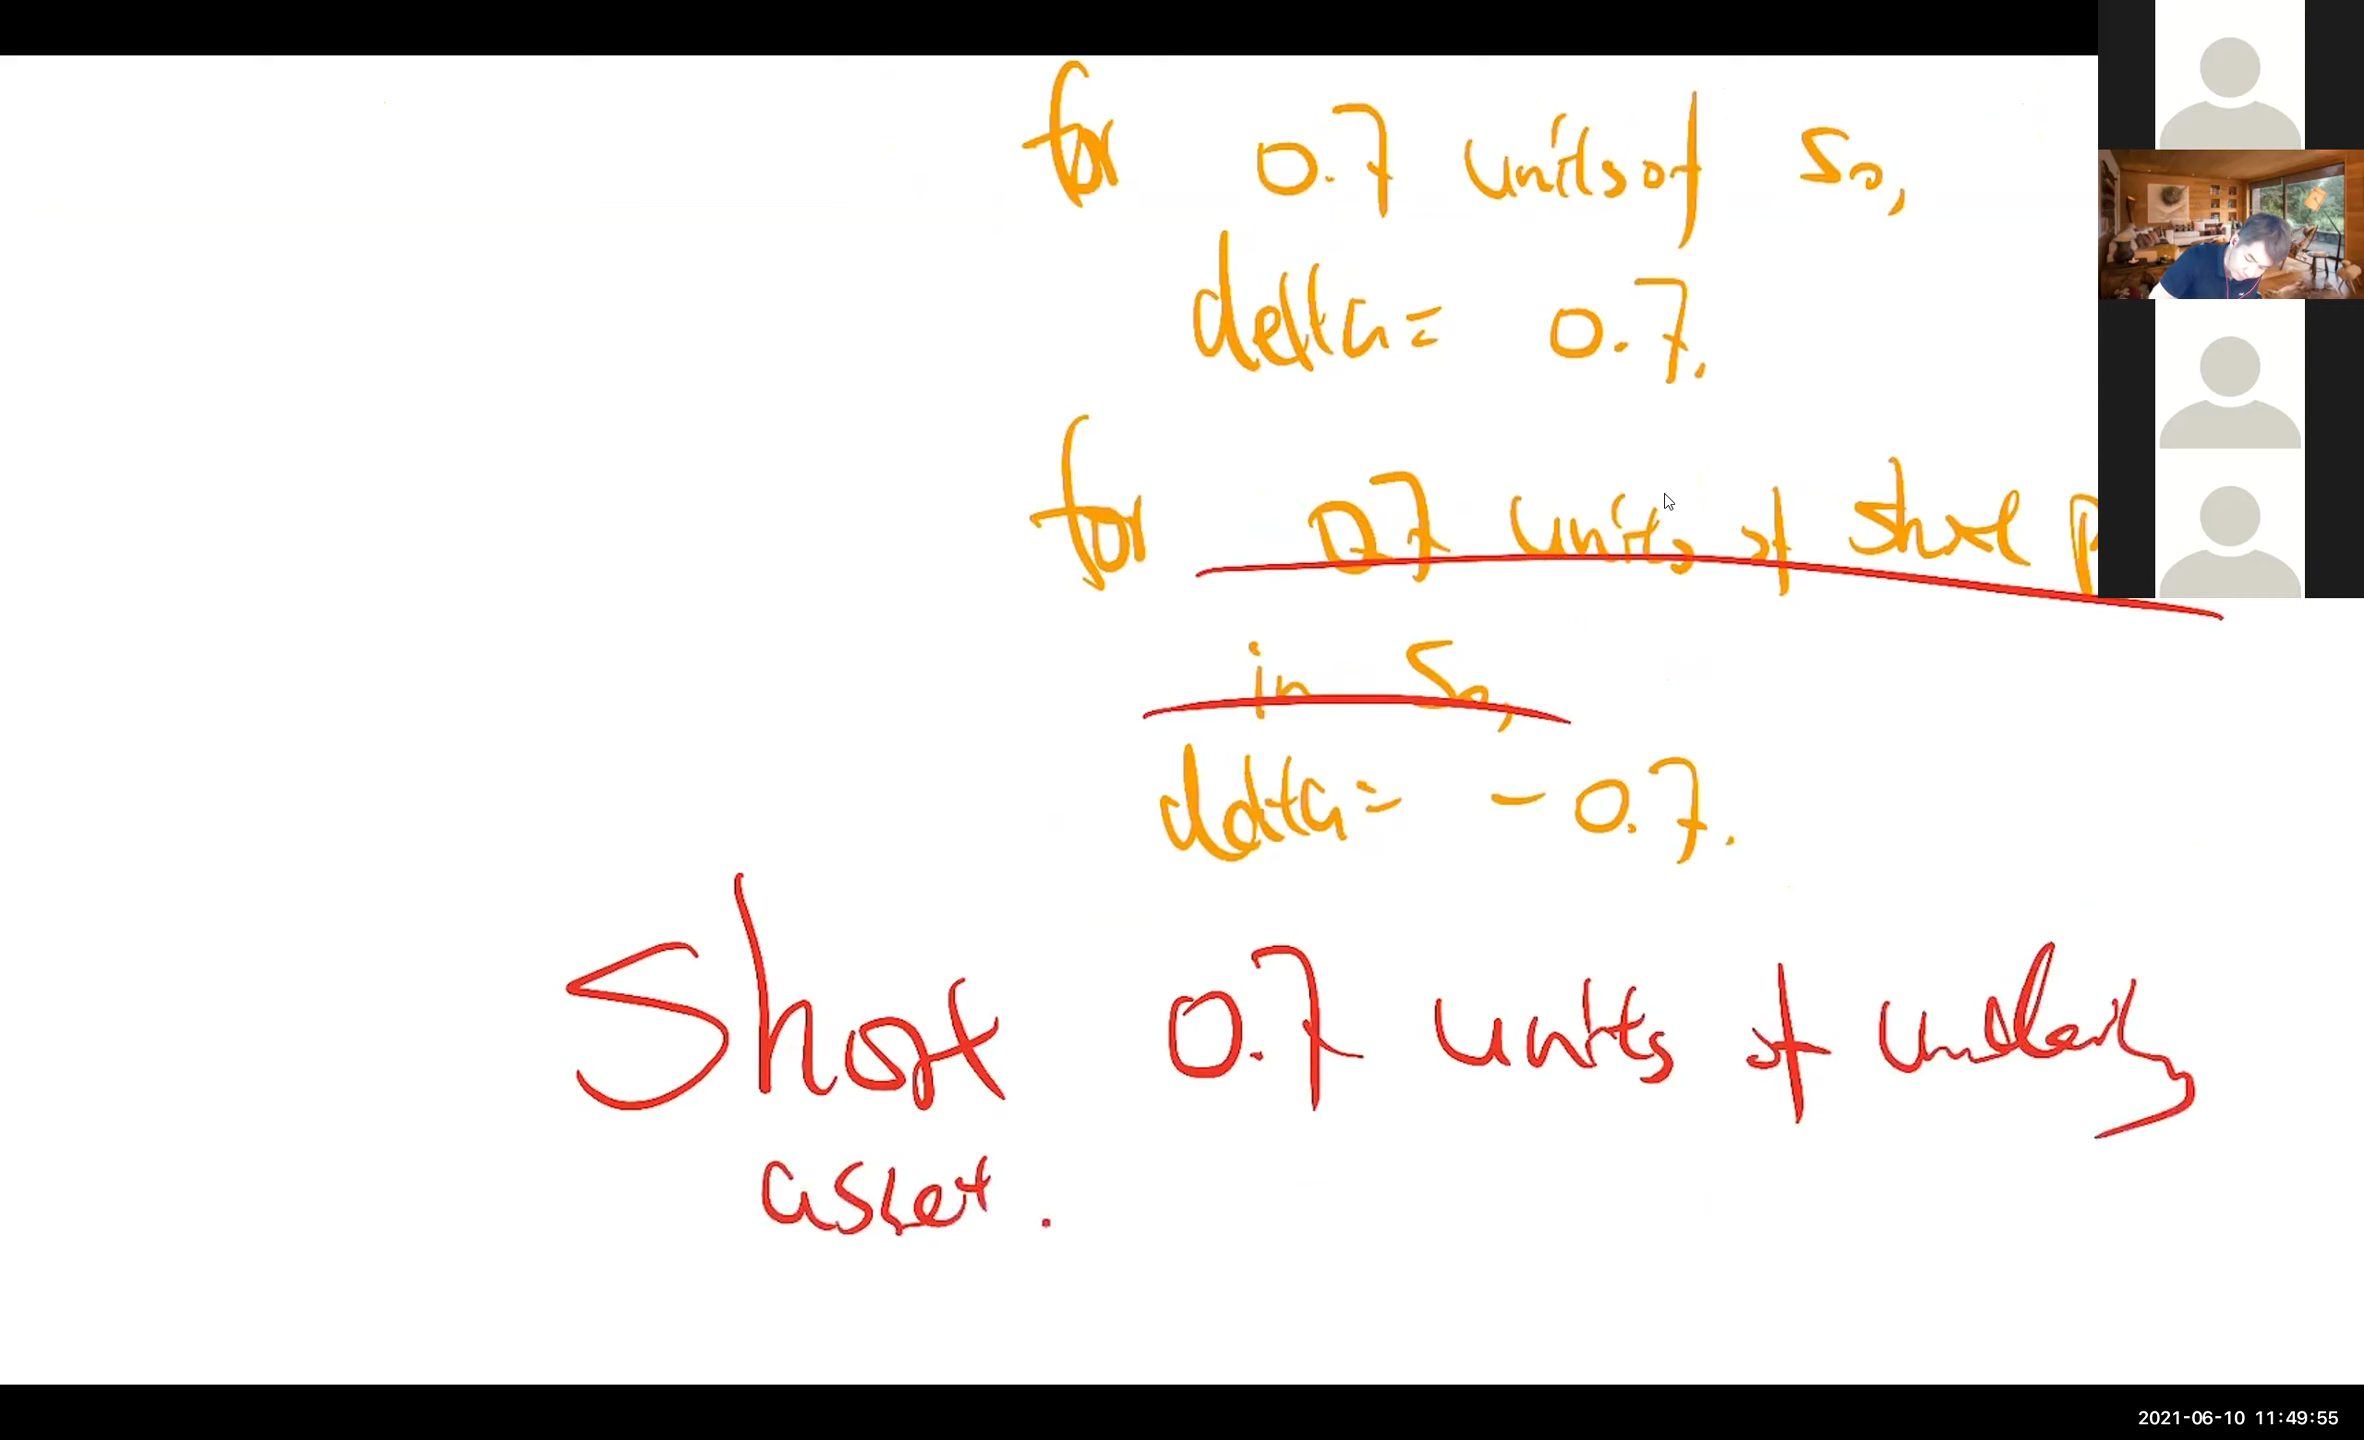 for 0.7 units of S0,
delta = 0.7.
for 0.7 units of short
in S0,
delta = -0.7.
Short 0.7 units of underly
asset.
2021-06-10 11:49:55